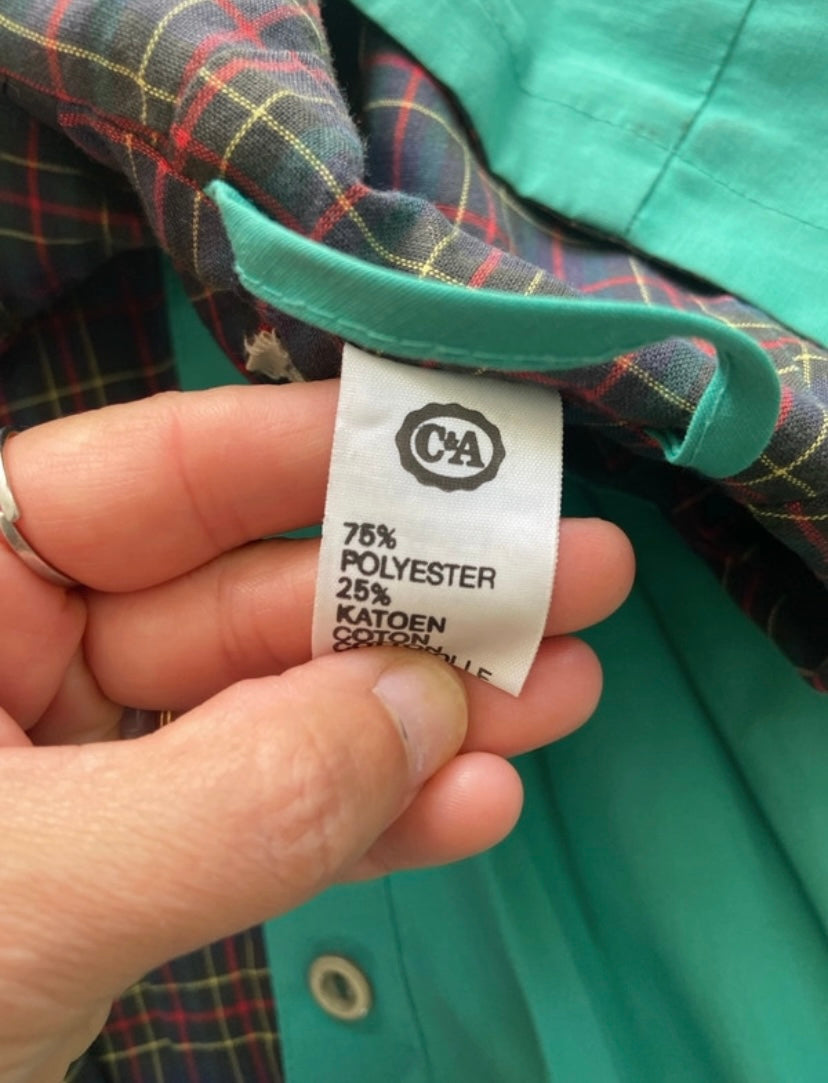 C&A
75%
POLYESTER
25%
KATOEN
COTON